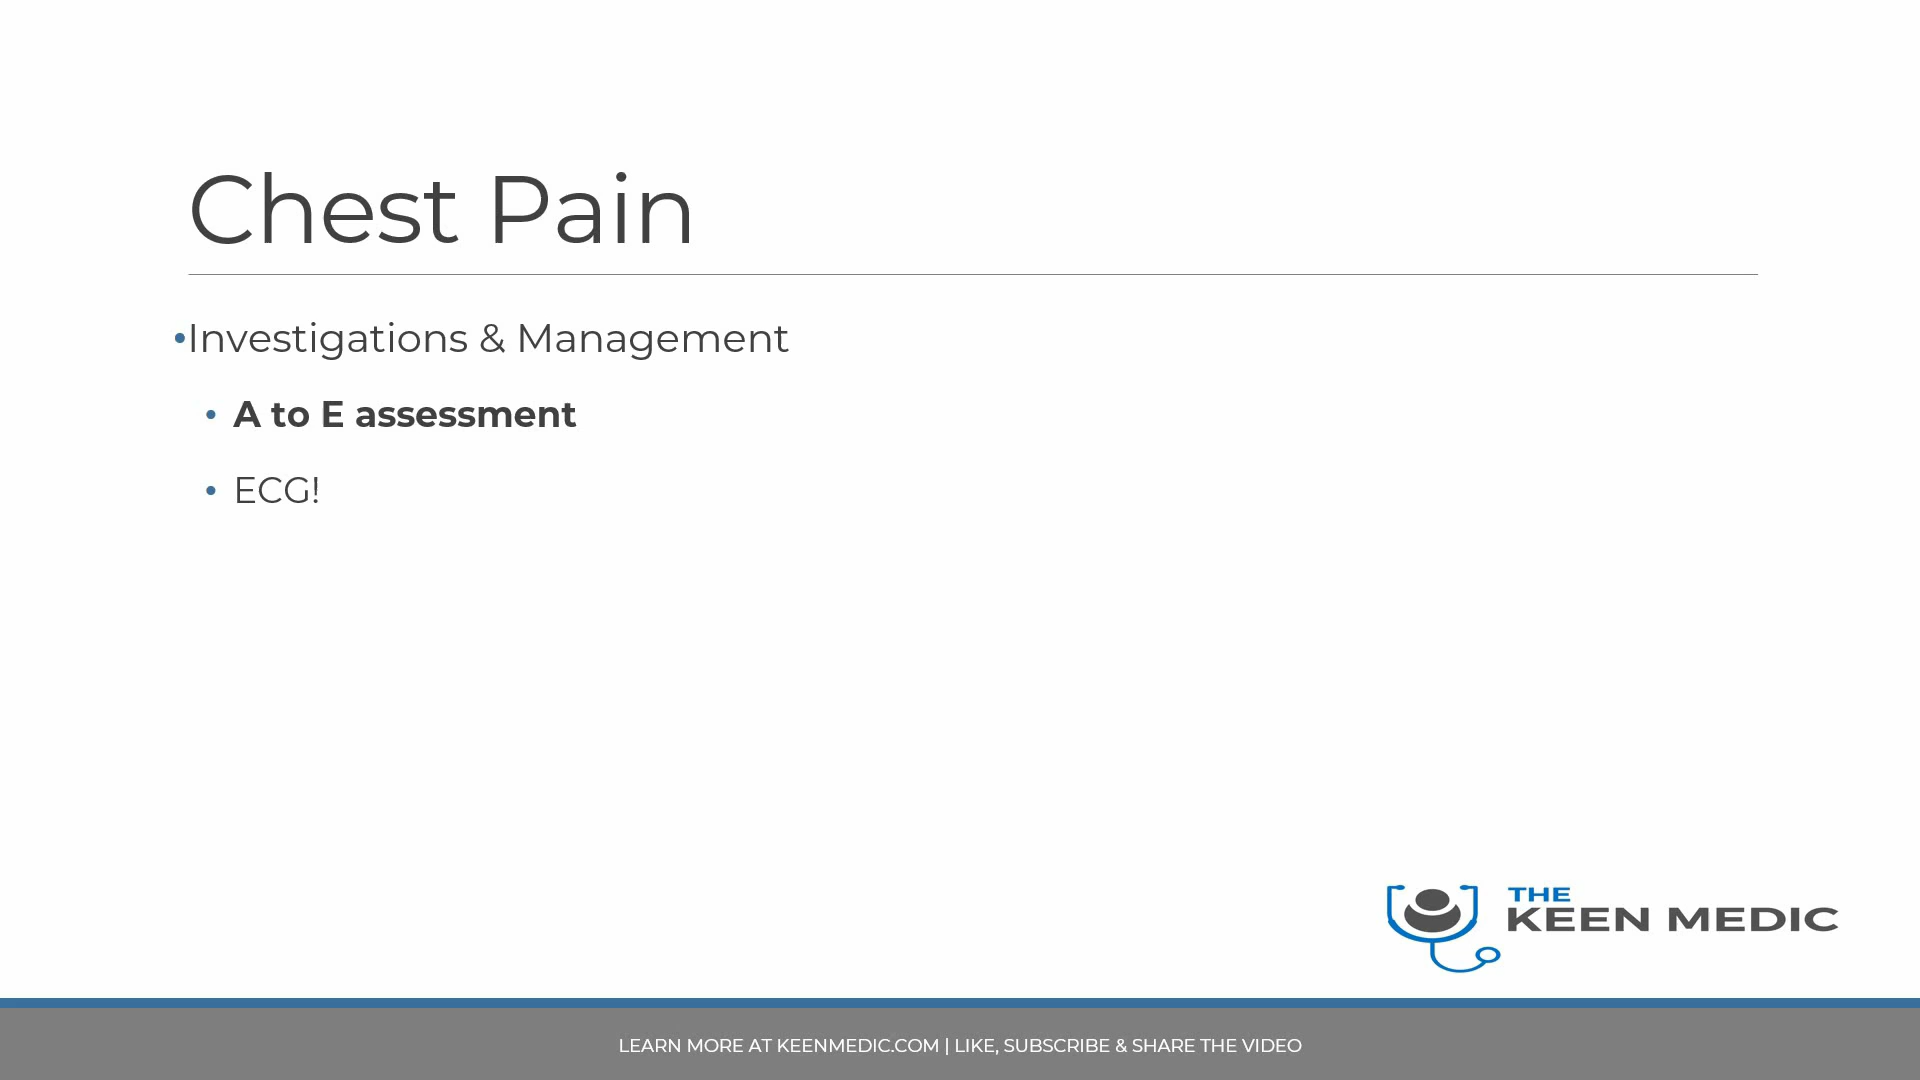 Chest Pain
•Investigations & Management
• A to E assessment
• ECG!
THE
KEEN MEDIC
LEARN MORE AT KEENMEDIC.COM | LIKE, SUBSCRIBE & SHARE THE VIDEO